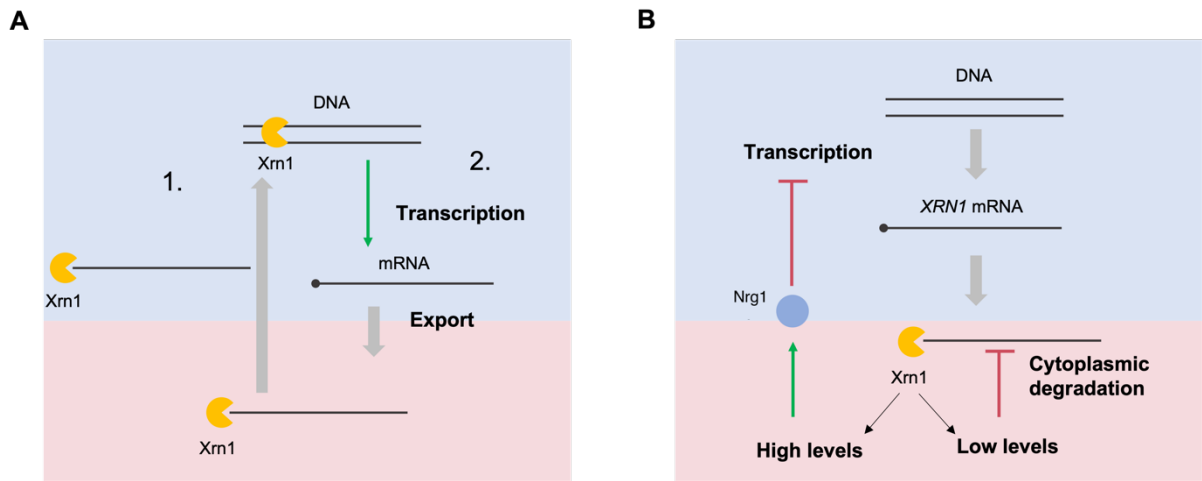 A
DNA
Xrn1
1.
2.
Transcription
mRNA
Xrn1
Export
Xrn1
B
DNA
Transcription
XRN1 mRNA
Nrg1
Xrn1
Cytoplasmic
degradation
High levels
Low levels